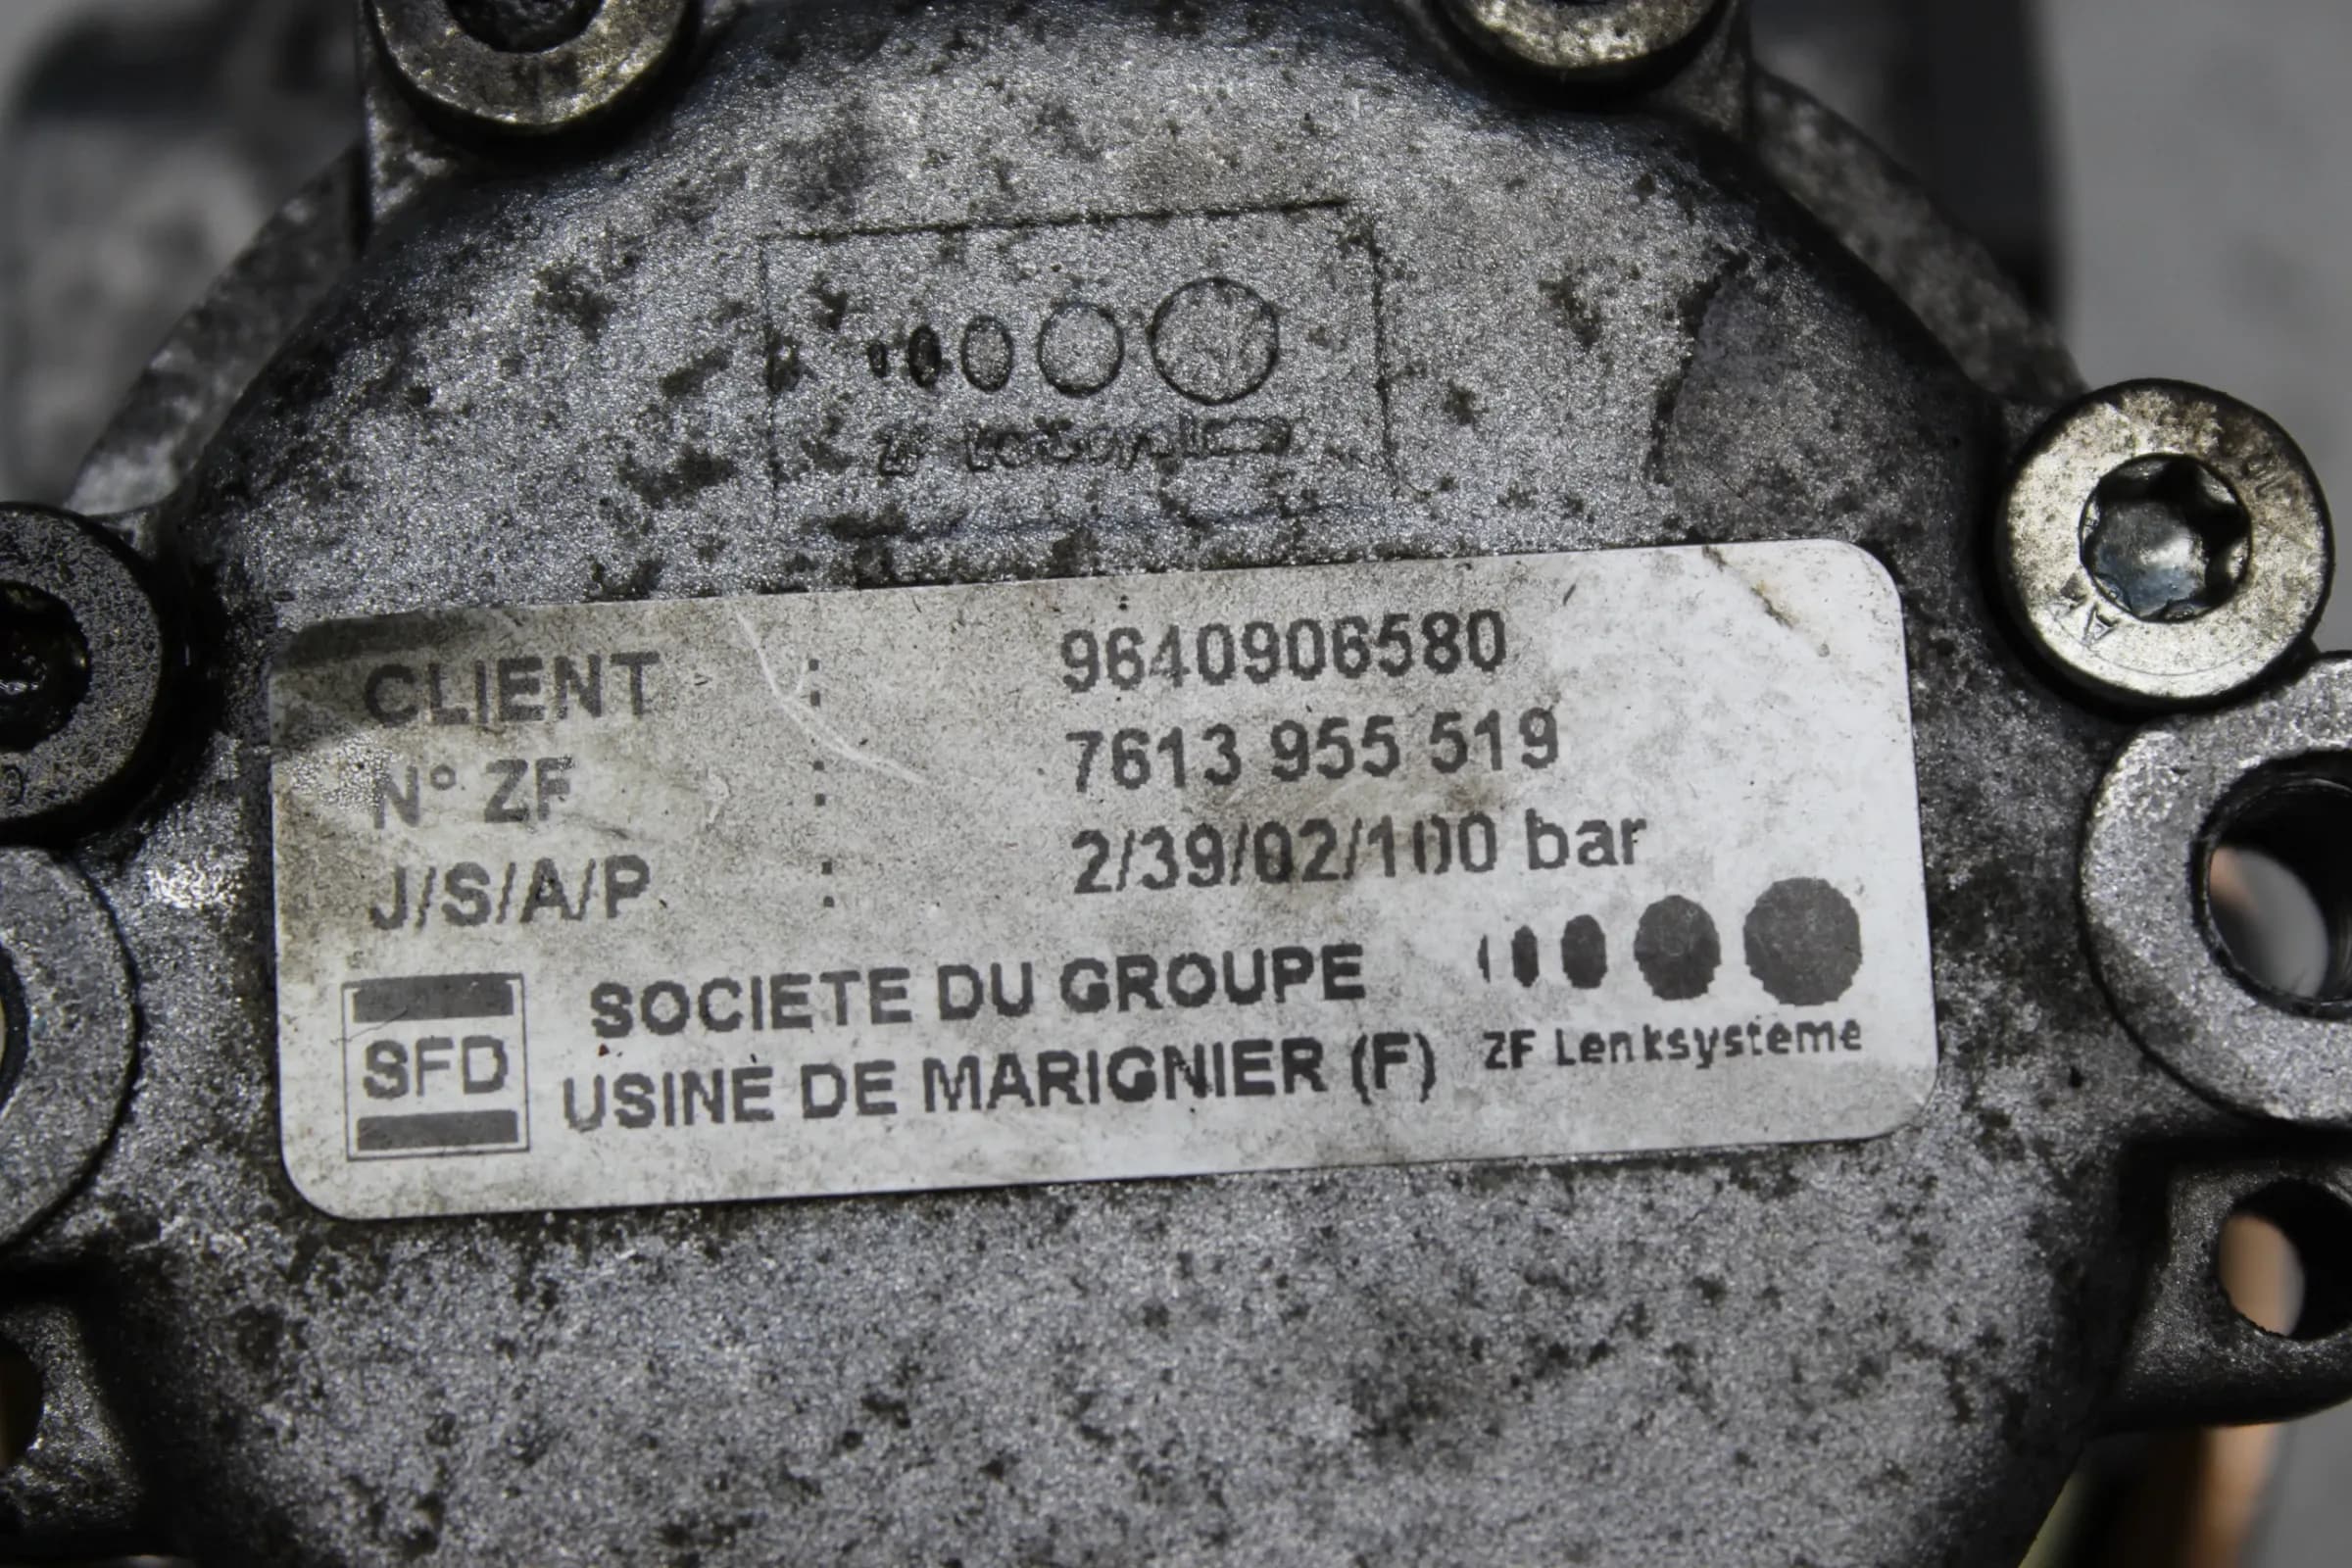 CLIENT : 9640906580
N° ZF : 7613 955 519
J/S/A/P : 2/39/02/100 bar
SFD
SOCIETE DU GROUPE
USINE DE MARIGNIER (F)
ZF Lenksysteme